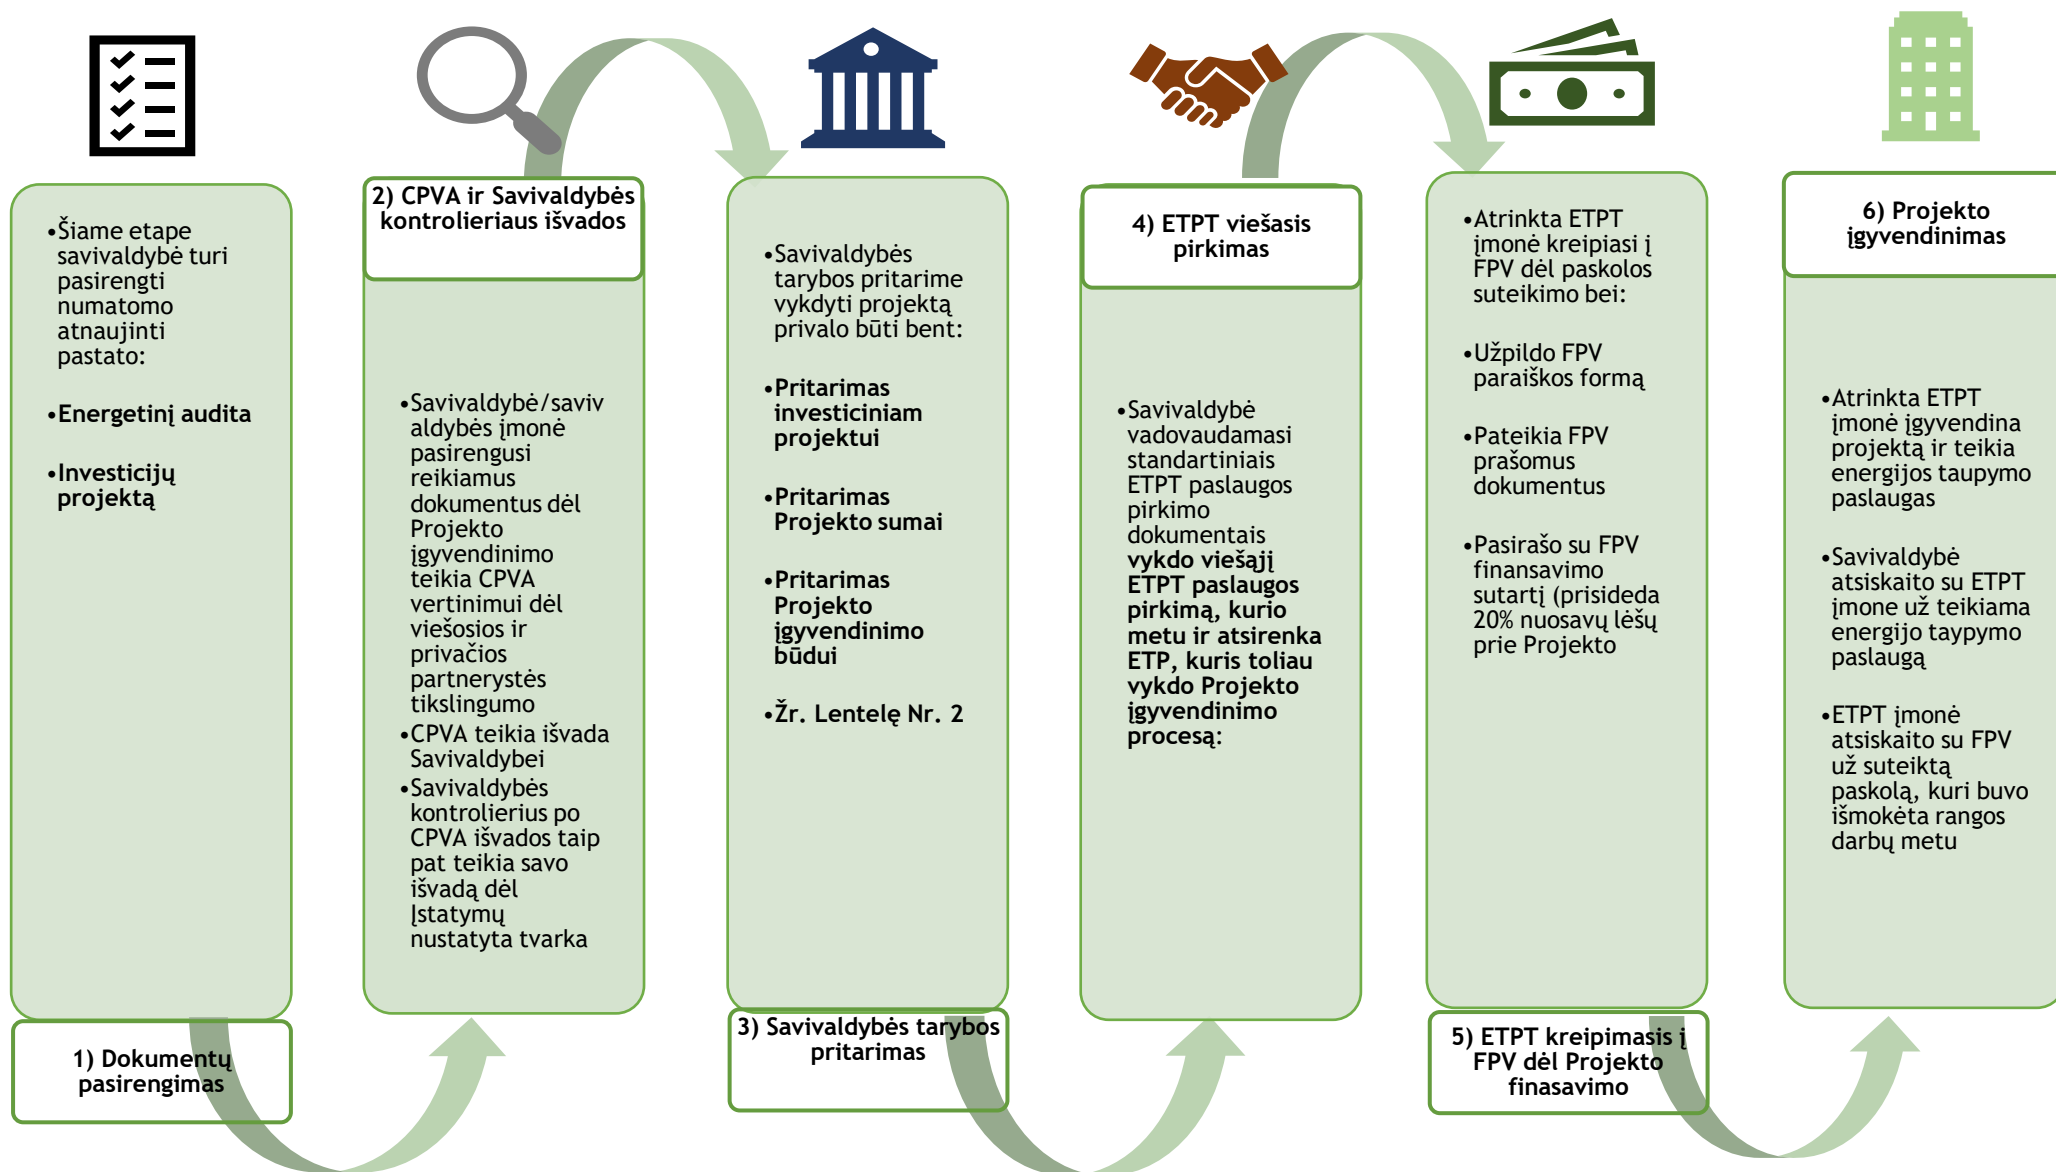 •Šiame etape
savivaldybė turi
pasirengti
numatomo
atnaujinti
pastato:
•Energetinį audita
•Investicijų
projektą
1) Dokumentų
pasirengimas
2) CPVA ir Savivaldybės
kontrolieriaus išvados
•Savivaldybė/saviv
aldybės įmonė
pasirengusi
reikiamus
dokumentus dėl
Projekto
įgyvendinimo
teikia CPVA
vertinimui dėl
viešosios ir
privačios
partnerystės
tikslingumo
•CPVA teikia išvada
Savivaldybei
•Savivaldybės
kontrolierius po
CPVA išvados taip
pat teikia savo
išvadą dėl
Įstatymų
nustatyta tvarka
•Savivaldybės
tarybos pritarime
vykdyti projektą
privalo būti bent:
•Pritarimas
investiciniam
projektui
•Pritarimas
Projekto sumai
•Pritarimas
Projekto
įgyvendinimo
būdui
•Žr. Lentelę Nr. 2
3) Savivaldybės tarybos
pritarimas
4) ETPT viešasis
pirkimas
•Savivaldybė
vadovaudamasi
standartiniais
ETPT paslaugos
pirkimo
dokumentais
vykdo viešąjį
ETPT paslaugos
pirkimą, kurio
metu ir atsirenka
ETP, kuris toliau
vykdo Projekto
įgyvendinimo
procesą:
•Atrinkta ETPT
įmonė kreipiasi į
FPV dėl paskolos
suteikimo bei:
•Užpildo FPV
paraiškos formą
•Pateikia FPV
prašomus
dokumentus
•Pasirašo su FPV
finansavimo
sutartį (prisideda
20% nuosavų lėšų
prie Projekto
5) ETPT kreipimasis į
FPV dėl Projekto
finasavimo
6) Projekto
įgyvendinimas
•Atrinkta ETPT
įmonė įgyvendina
projektą ir teikia
energijos taupymo
paslaugas
•Savivaldybė
atsiskaito su ETPT
įmone už teikiama
energijo taypymo
paslaugą
•ETPT įmonė
atsiskaito su FPV
už suteiktą
paskolą, kuri buvo
išmokėta rangos
darbų metu